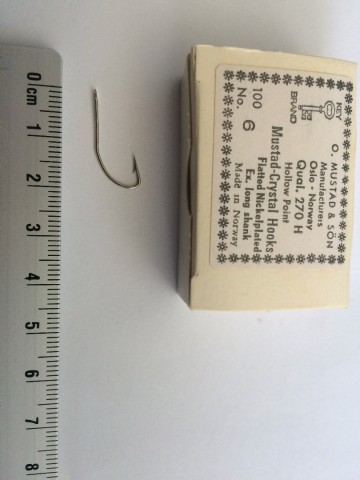 0 cm 1 2 3 4 5 6 7 8
KEY
BRAND
O. MUSTAD & SÖN
Manufacturers
Oslo - Norway
Qual. 270 H
Hollow Point
Mustad-Crystal Hooks
Flatted Nickelplated
Ex. long shank
Made in Norway
100
No. 6